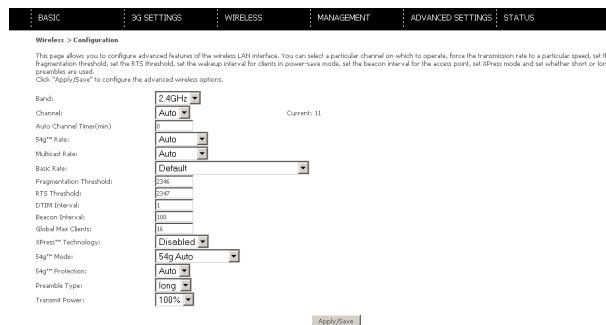 BASIC 3G SETTINGS WIRELESS MANAGEMENT ADVANCED SETTINGS STATUS
Wireless > Configuration
This page allows you to configure advanced features of the wireless LAN interface. You can select a particular channel on which to operate, force the transmission rate to a particular speed, set the
fragmentation threshold, set the RTS threshold, set the wakeup interval for clients in power-save mode, set the beacon interval for the access point, set XPress mode and set whether short or lon
preambles are used.
Click "Apply/Save" to configure the advanced wireless options.
Band: 2.4GHz
Channel: Auto Current: 11
Auto Channel Timer(min) 0
54g™ Rate: Auto
Multicast Rate: Auto
Basic Rate: Default
Fragmentation Threshold: 2346
RTS Threshold: 2347
DTIM Interval: 1
Beacon Interval: 100
Global Max Clients: 16
XPress™ Technology: Disabled
54g™ Mode: 54g Auto
54g™ Protection: Auto
Preamble Type: long
Transmit Power: 100%
Apply/Save